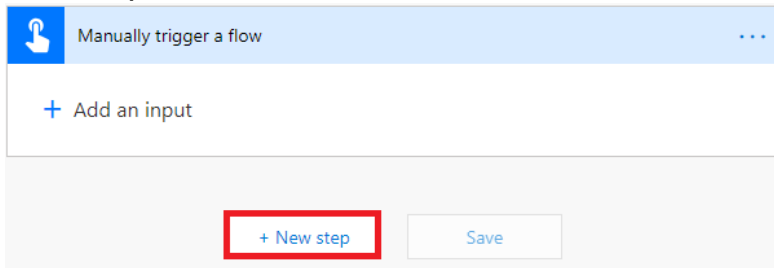 Manually trigger a flow
+ Add an input
+ New step
Save